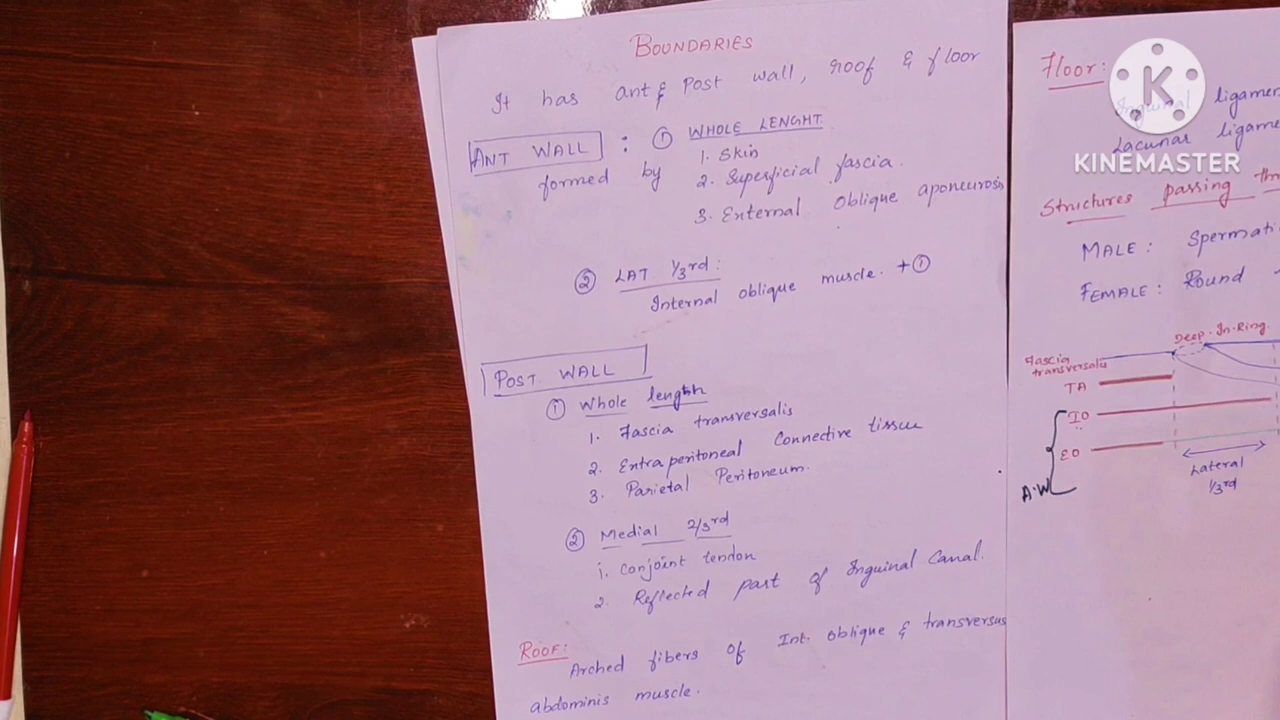 BOUNDARIES
It has ant & Post wall, roof & floor
ANT WALL : ① WHOLE LENGHT
formed by 1. Skin
2. Superficial fascia.
3. External Oblique aponeurosis
② LAT 1/3rd:
Internal oblique muscle. + ①
POST. WALL
① Whole length
1. Fascia transversalis
2. Extraperitoneal Connective tissue
3. Parietal Peritoneum.
② Medial 2/3rd
1. Conjoint tendon
2. Reflected part of Inguinal Canal.
ROOF:
Arched fibers of Int. oblique & transversus
abdominis muscle.
Floor:
Inguinal ligamen
Lacunar ligame
Structures passing thr
MALE: Spermati
FEMALE: Round
Deep. In. Ring.
Fascia
transversalis
TA
IO
EO
A.W
Lateral
1/3rd
K
KINEMASTER